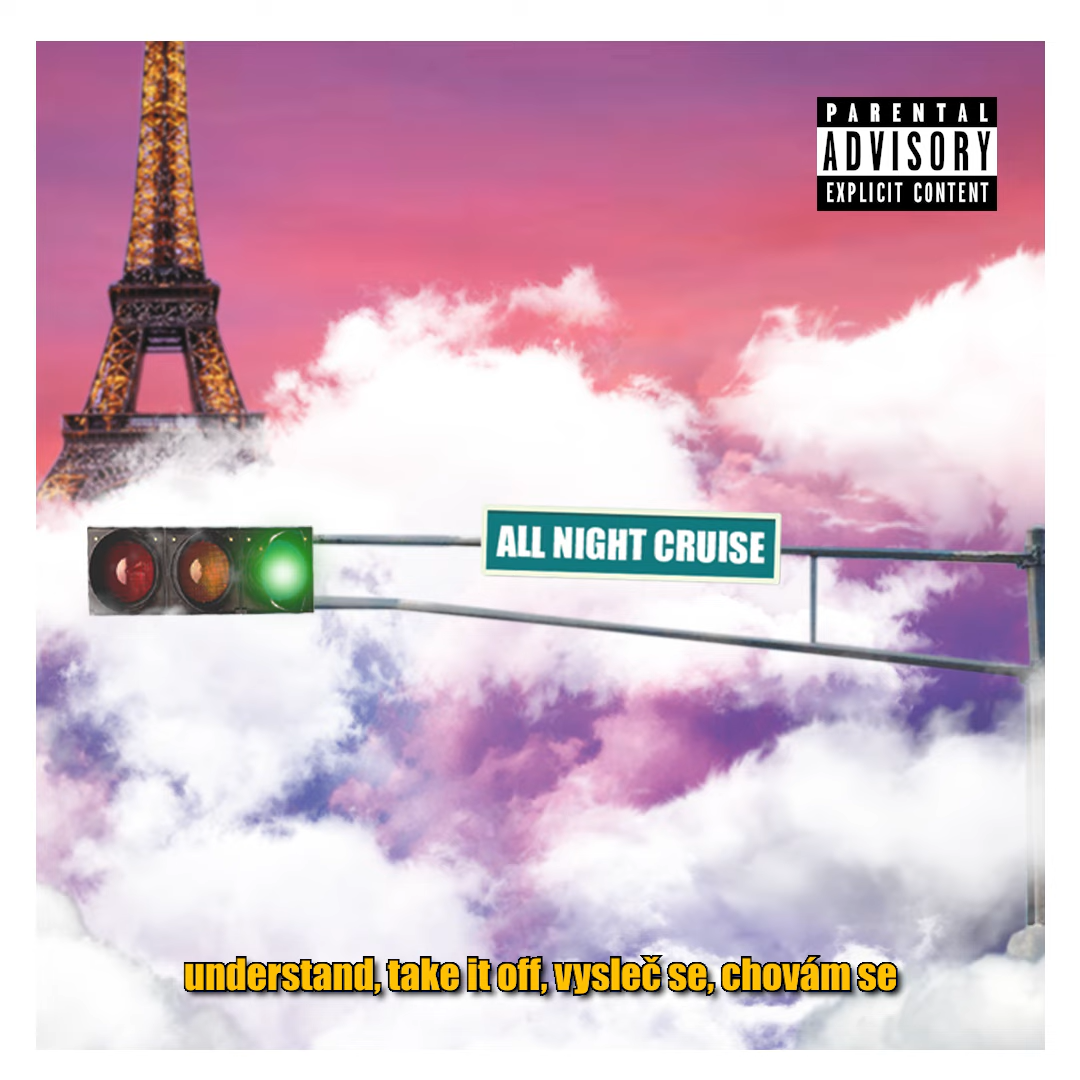 PARENTAL
ADVISORY
EXPLICIT CONTENT
ALL NIGHT CRUISE
understand, take it off, vysleč se, chovám se